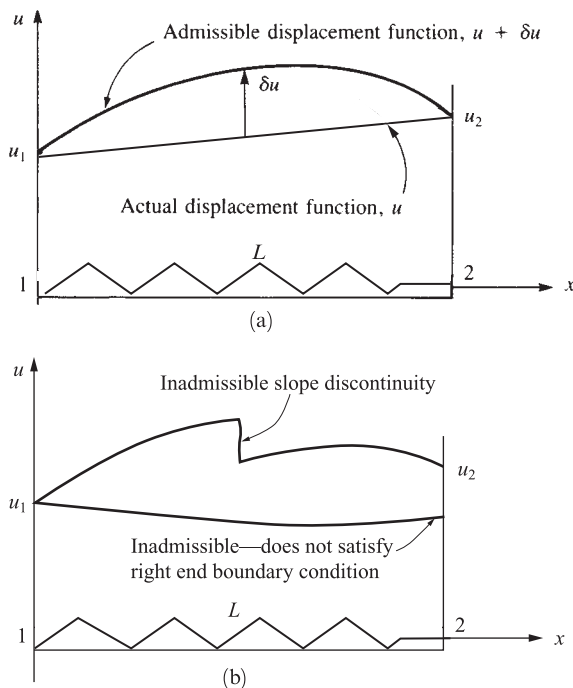 u
Admissible displacement function, u + δu
δu
u₂
u₁
Actual displacement function, u
L
1
2
x
(a)
u
Inadmissible slope discontinuity
u₂
u₁
Inadmissible—does not satisfy
right end boundary condition
L
1
2
x
(b)